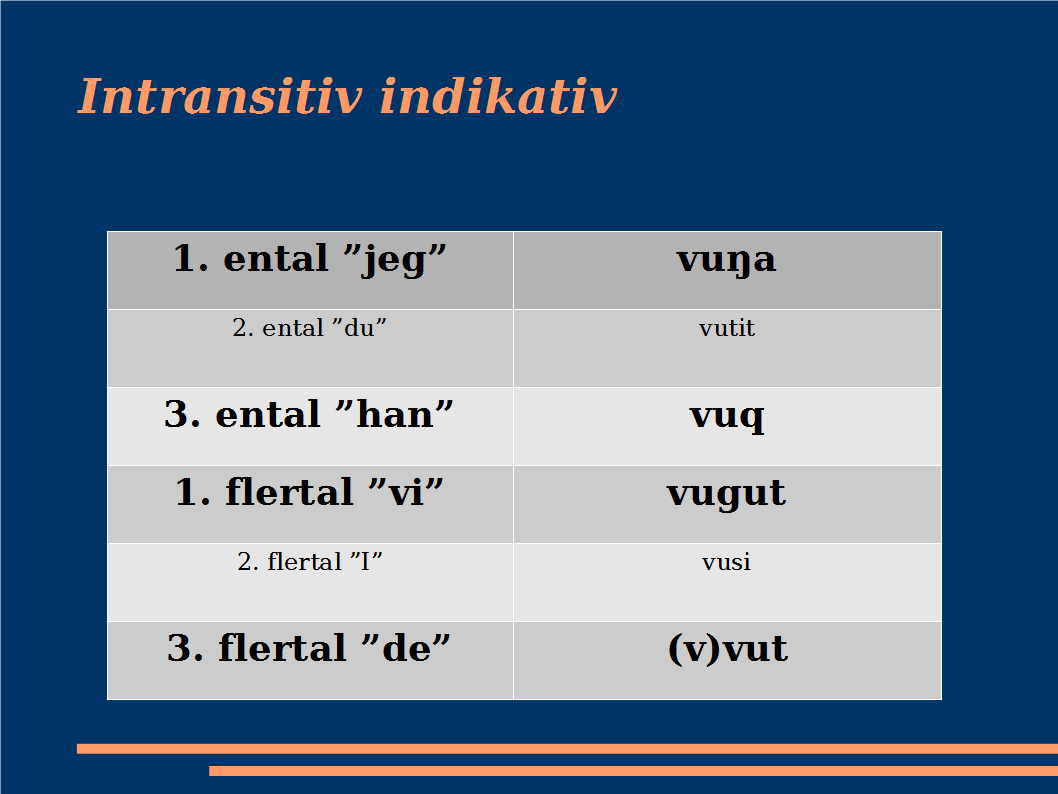 Intransitiv indikativ
1. ental ”jeg” vuŋa
2. ental ”du” vutit
3. ental ”han” vuq
1. flertal ”vi” vugut
2. flertal ”I” vusi
3. flertal ”de” (v)vut